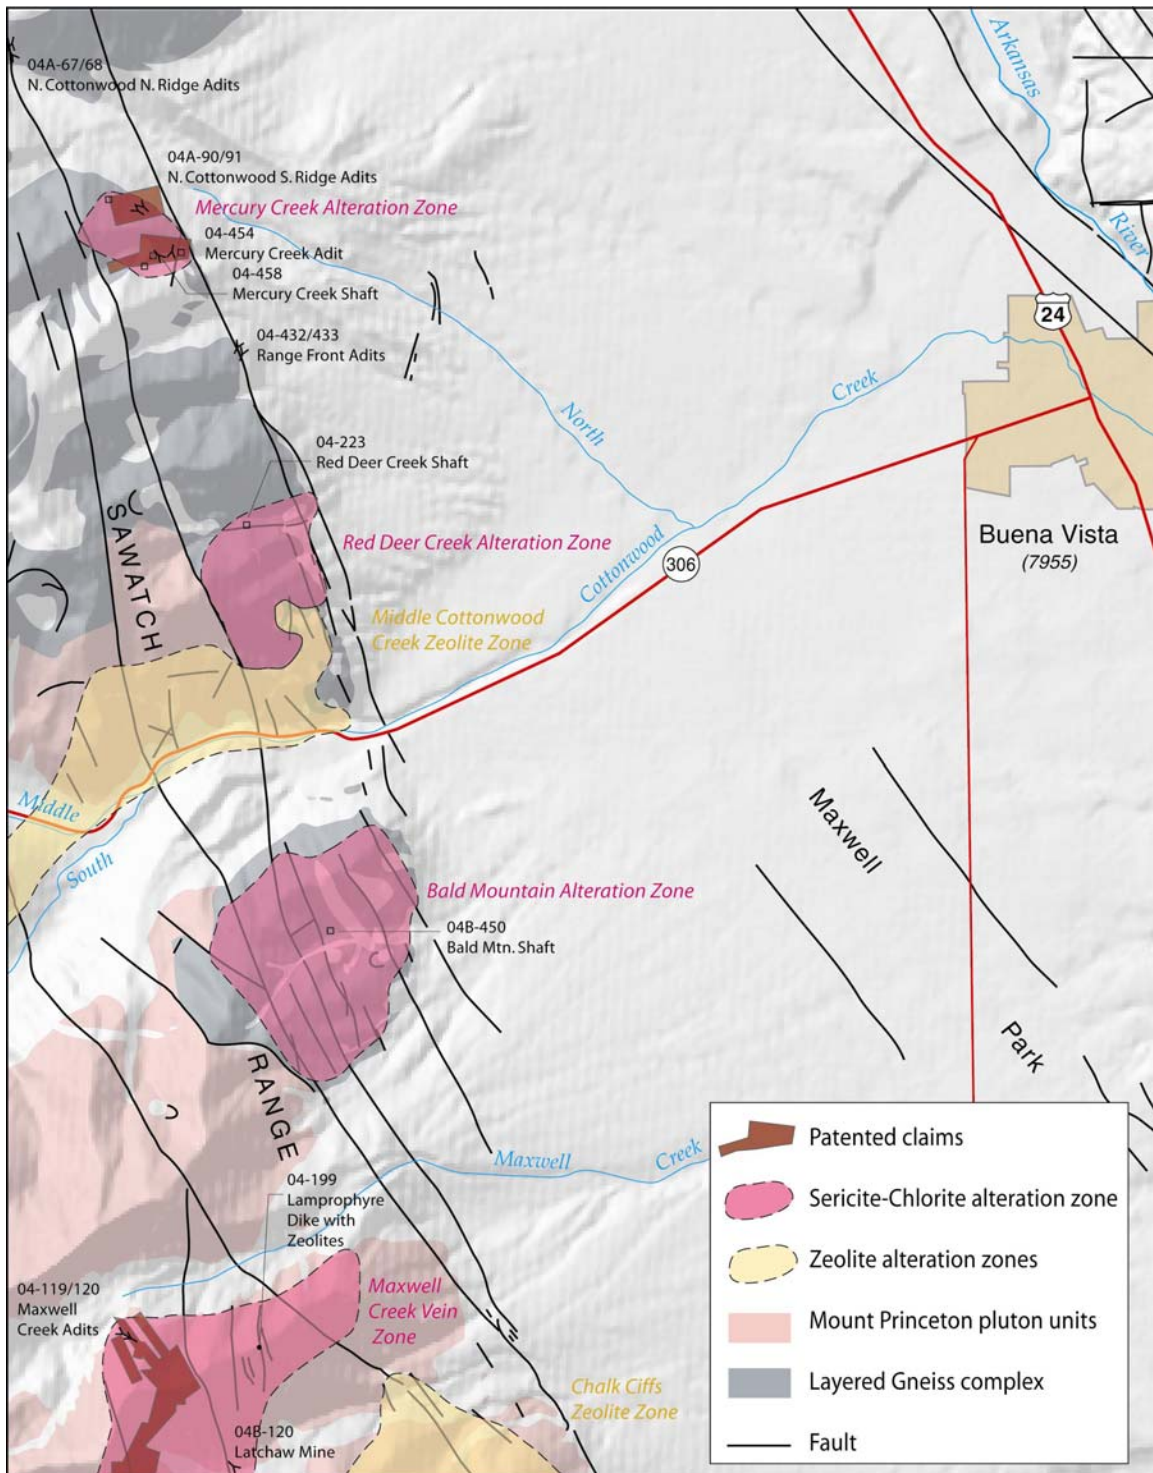 04A-67/68
N. Cottonwood N. Ridge Adits
Arkansas
River
04A-90/91
N. Cottonwood S. Ridge Adits
Mercury Creek Alteration Zone
04-454
Mercury Creek Adit
04-458
Mercury Creek Shaft
24
04-432/433
Range Front Adits
North
Creek
04-223
Red Deer Creek Shaft
SAWATCH
Red Deer Creek Alteration Zone
Cottonwood
306
Buena Vista
(7955)
Middle Cottonwood
Creek Zeolite Zone
Middle
South
Maxwell
Park
Bald Mountain Alteration Zone
04B-450
Bald Mtn. Shaft
RANGE
Maxwell
Creek
04-199
Lamprophyre
Dike with
Zeolites
04-119/120
Maxwell
Creek Adits
Maxwell
Creek Vein
Zone
Chalk Ciffs
Zeolite Zone
04B-120
Latchaw Mine
Patented claims
Sericite-Chlorite alteration zone
Zeolite alteration zones
Mount Princeton pluton units
Layered Gneiss complex
Fault